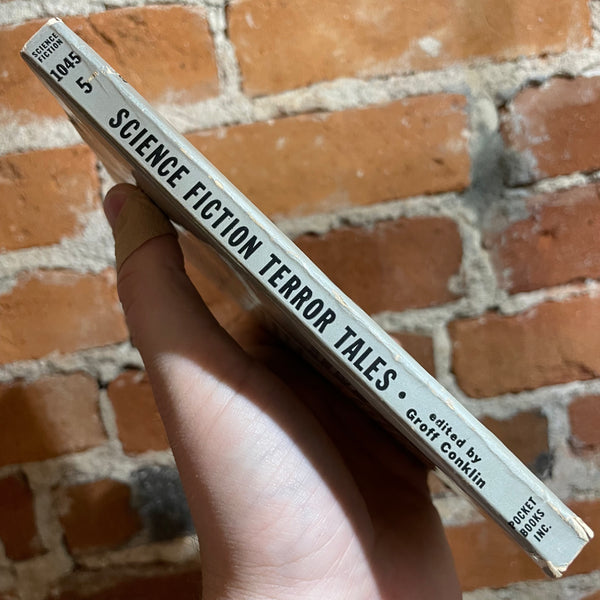 SCIENCE
FICTION
1045
5
SCIENCE FICTION TERROR TALES •
edited by
Groff Conklin
POCKET
BOOKS
INC.